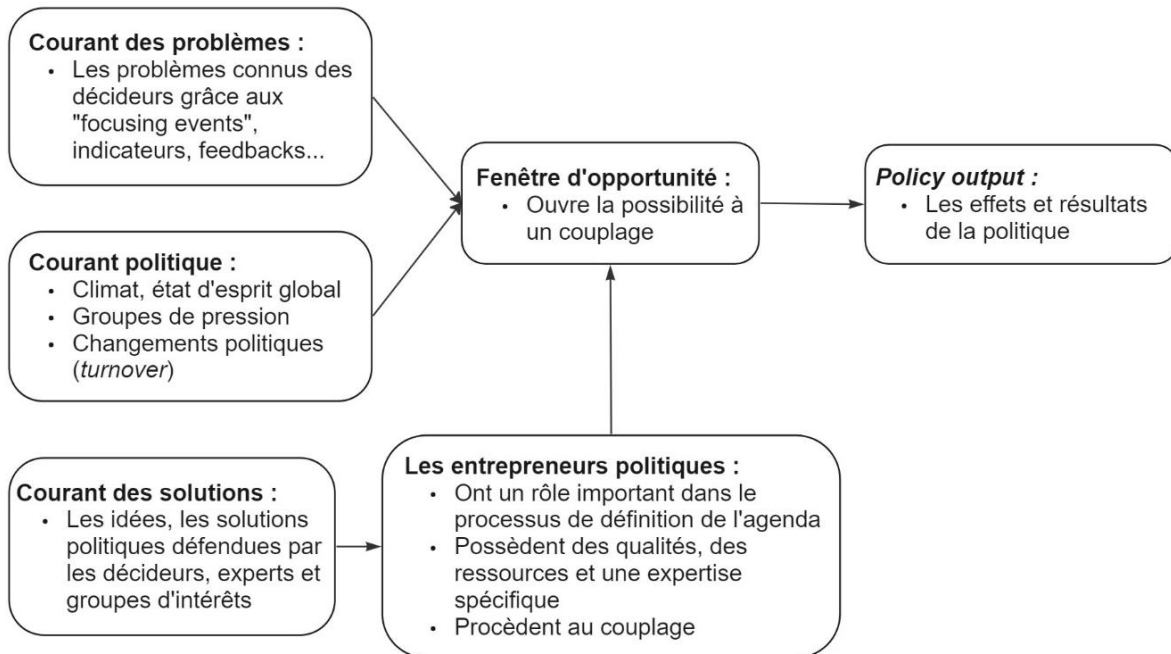 Courant des problèmes :
• Les problèmes connus des
décideurs grâce aux
"focusing events",
indicateurs, feedbacks...
Courant politique :
• Climat, état d'esprit global
• Groupes de pression
• Changements politiques
(turnover)
Courant des solutions :
• Les idées, les solutions
politiques défendues par
les décideurs, experts et
groupes d'intérêts
Les entrepreneurs politiques :
• Ont un rôle important dans le
processus de définition de l'agenda
• Possèdent des qualités, des
ressources et une expertise
spécifique
• Procèdent au couplage
Fenêtre d'opportunité :
• Ouvre la possibilité à
un couplage
Policy output :
• Les effets et résultats
de la politique